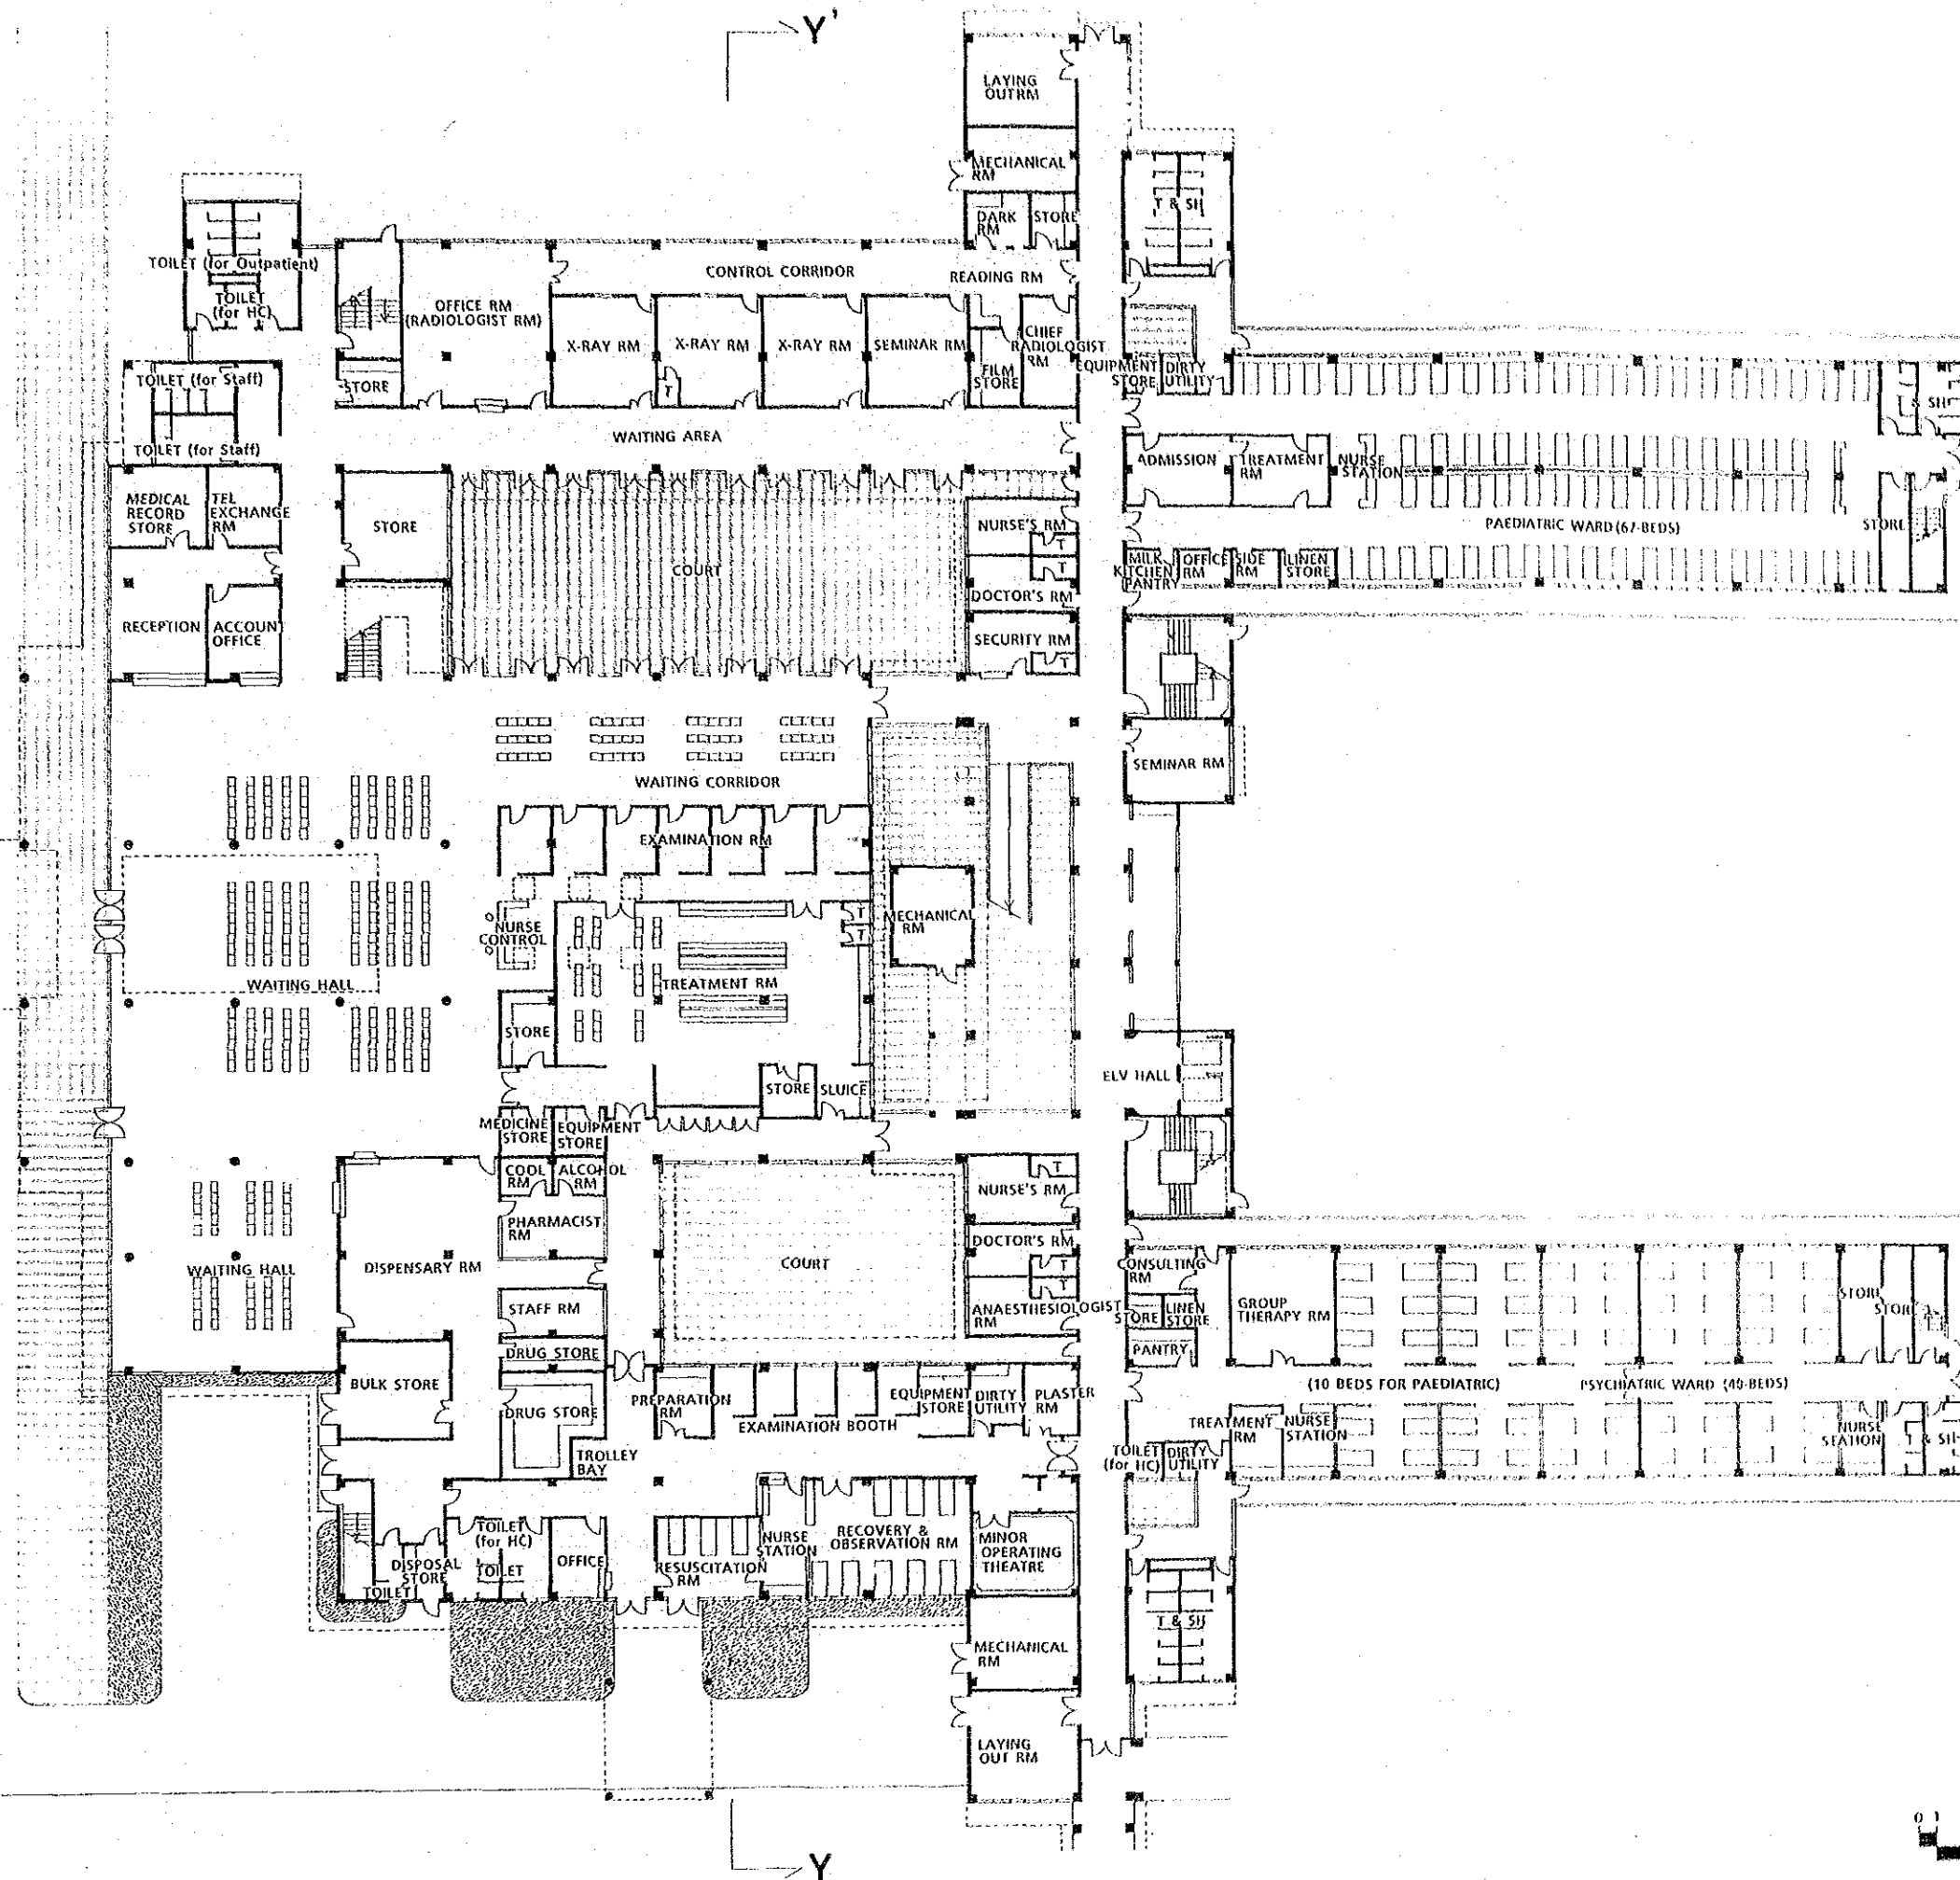 Y'
LAYING
OUT RM
MECHANICAL
RM
DARK
RM
STORE
T & SH
TOILET (for Outpatient)
TOILET
(for HC)
CONTROL CORRIDOR
READING RM
OFFICE RM
(RADIOLOGIST RM)
X-RAY RM
X-RAY RM
X-RAY RM
SEMINAR RM
FILM
STORE
CHIEF
RADIOLOGIST
RM
EQUIPMENT
STORE
DIRTY
UTILITY
T
STORE
TOILET (for Staff)
TOILET (for Staff)
WAITING AREA
ADMISSION
TREATMENT
RM
NURSE
STATION
MEDICAL
RECORD
STORE
TEL
EXCHANGE
RM
STORE
COURT
NURSE'S RM
T
T
DOCTOR'S RM
SECURITY RM
T
PAEDIATRIC WARD (62-BEDS)
STORE
MILK
KITCHEN
PANTRY
OFFICE
RM
SIDE
RM
LINEN
STORE
RECEPTION
ACCOUNT
OFFICE
SEMINAR RM
WAITING CORRIDOR
EXAMINATION RM
NURSE
CONTROL
T
T
MECHANICAL
RM
WAITING HALL
TREATMENT RM
STORE
STORE
SLUICE
ELV HALL
MEDICINE
STORE
EQUIPMENT
STORE
COOL
RM
ALCOHOL
RM
PHARMACIST
RM
DISPENSARY RM
WAITING HALL
STAFF RM
DRUG STORE
COURT
NURSE'S RM
T
DOCTOR'S RM
T
T
ANAESTHESIOLOGIST
RM
CONSULTING
RM
STORE
LINEN
STORE
PANTRY
GROUP
THERAPY RM
STORE
STORE
BULK STORE
DRUG STORE
TROLLEY
BAY
PREPARATION
RM
EXAMINATION BOOTH
EQUIPMENT
STORE
DIRTY
UTILITY
PLASTER
RM
(10 BEDS FOR PAEDIATRIC)
PSYCHIATRIC WARD (40-BEDS)
TREATMENT
RM
NURSE
STATION
TOILET
(for HC)
DIRTY
UTILITY
NURSE
STATION
T & SH
T
TOILET
(for HC)
TOILET
DISPOSAL
STORE
TOILET
OFFICE
RESUSCITATION
RM
NURSE
STATION
RECOVERY &
OBSERVATION RM
MINOR
OPERATING
THEATRE
T & SH
MECHANICAL
RM
LAYING
OUT RM
Y
0 1